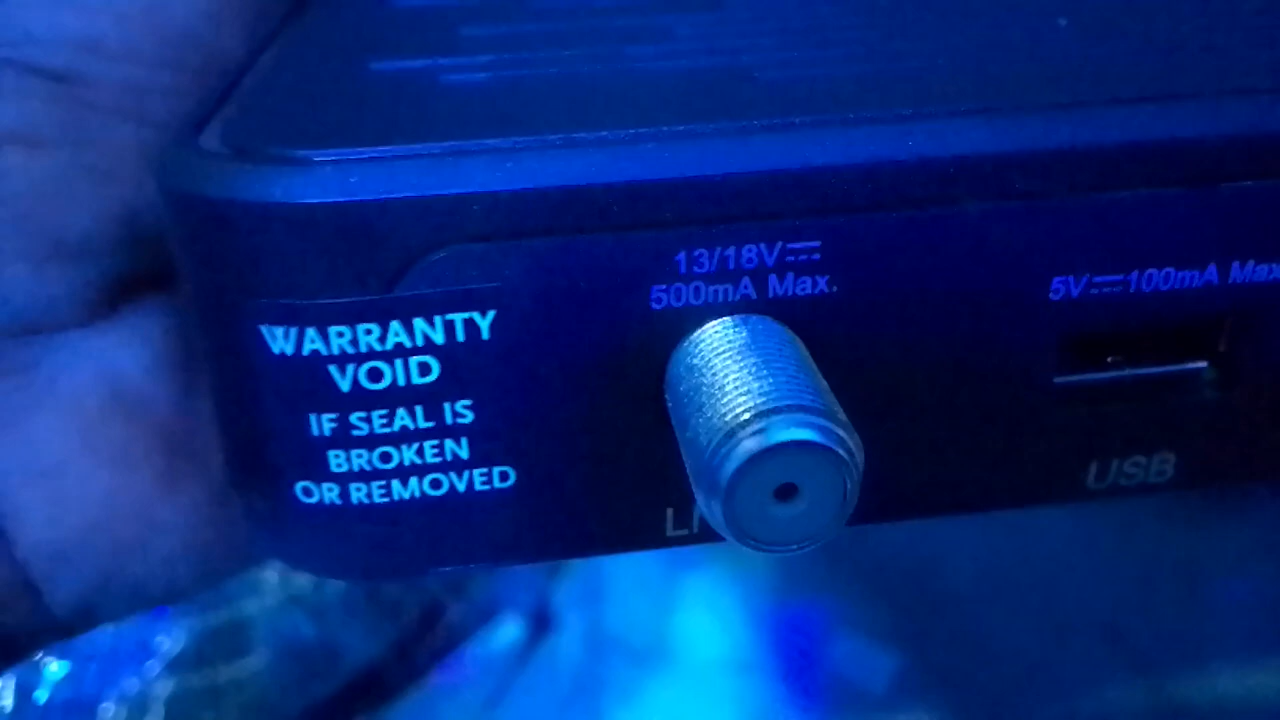 WARRANTY
VOID
IF SEAL IS
BROKEN
OR REMOVED
13/18V⎓
500mA Max.
5V⎓100mA Max
USB